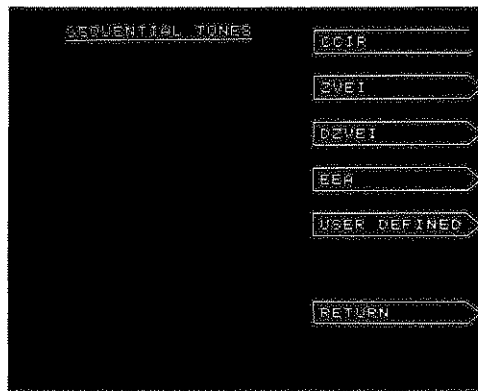 SEQUENTIAL TONES
CCIR
ZVEI
DZVEI
EEA
USER DEFINED
RETURN